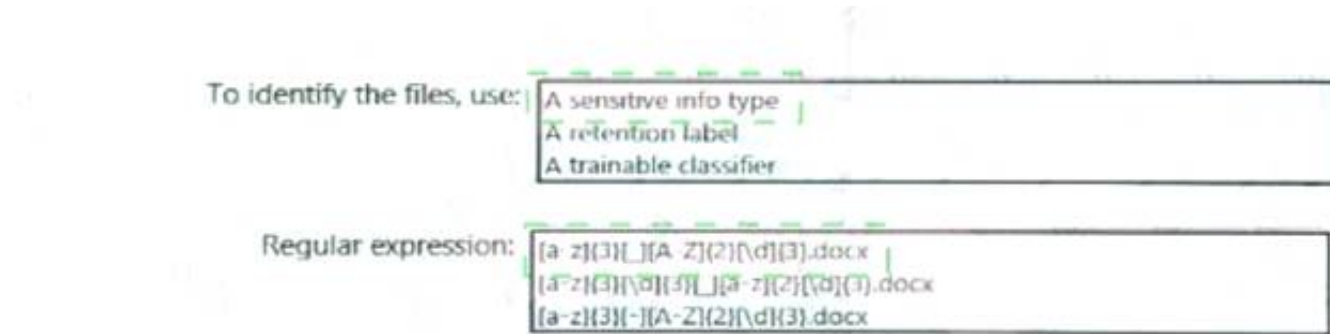 To identify the files, use:
A sensitive info type
A retention label
A trainable classifier
Regular expression:
[a-z]{3}[_][A-Z]{2}[\d]{3}.docx
[a-z]{3}[\d]{3}[_][a-z]{2}[\d]{3}.docx
[a-z]{3}[-][A-Z]{2}[\d]{3}.docx